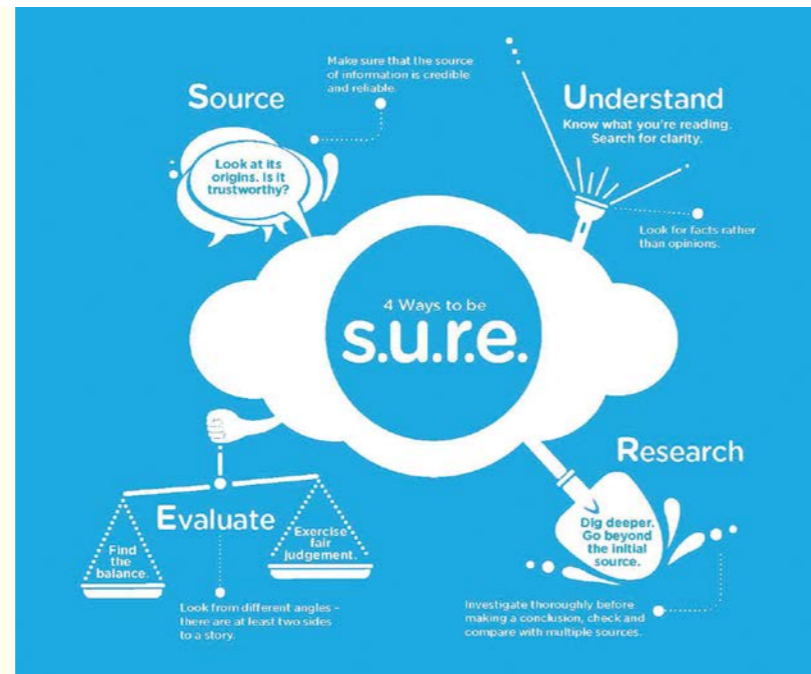 Source
Make sure that the source
of information is credible
and reliable.
Look at its
origins. Is it
trustworthy?
Understand
Know what you're reading.
Search for clarity.
Look for facts rather
than opinions.
4 Ways to be
s.u.r.e.
Evaluate
Find
the
balance.
Exercise
fair
judgement.
Look from different angles –
there are at least two sides
to a story.
Research
Dig deeper.
Go beyond
the initial
source.
Investigate thoroughly before
making a conclusion, check and
compare with multiple sources.